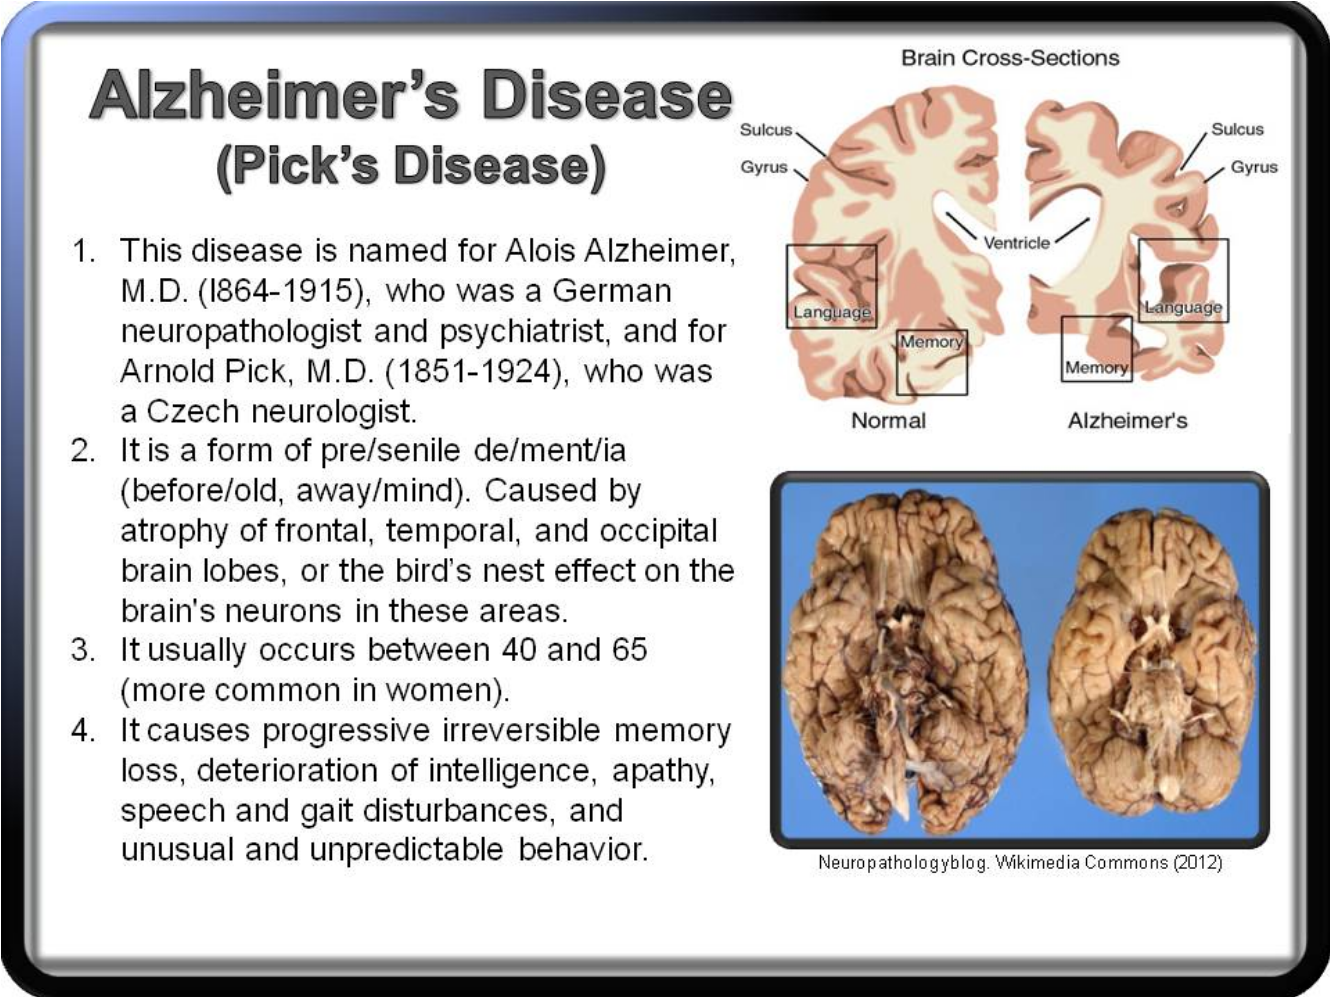 Alzheimer's Disease
(Pick's Disease)
1. This disease is named for Alois Alzheimer,
M.D. (l864-1915), who was a German
neuropathologist and psychiatrist, and for
Arnold Pick, M.D. (1851-1924), who was
a Czech neurologist.
2. It is a form of pre/senile de/ment/ia
(before/old, away/mind). Caused by
atrophy of frontal, temporal, and occipital
brain lobes, or the bird's nest effect on the
brain's neurons in these areas.
3. It usually occurs between 40 and 65
(more common in women).
4. It causes progressive irreversible memory
loss, deterioration of intelligence, apathy,
speech and gait disturbances, and
unusual and unpredictable behavior.
Brain Cross-Sections
Sulcus
Gyrus
Sulcus
Gyrus
Ventricle
Language
Language
Memory
Memory
Normal
Alzheimer's
Neuropathologyblog. Wikimedia Commons (2012)